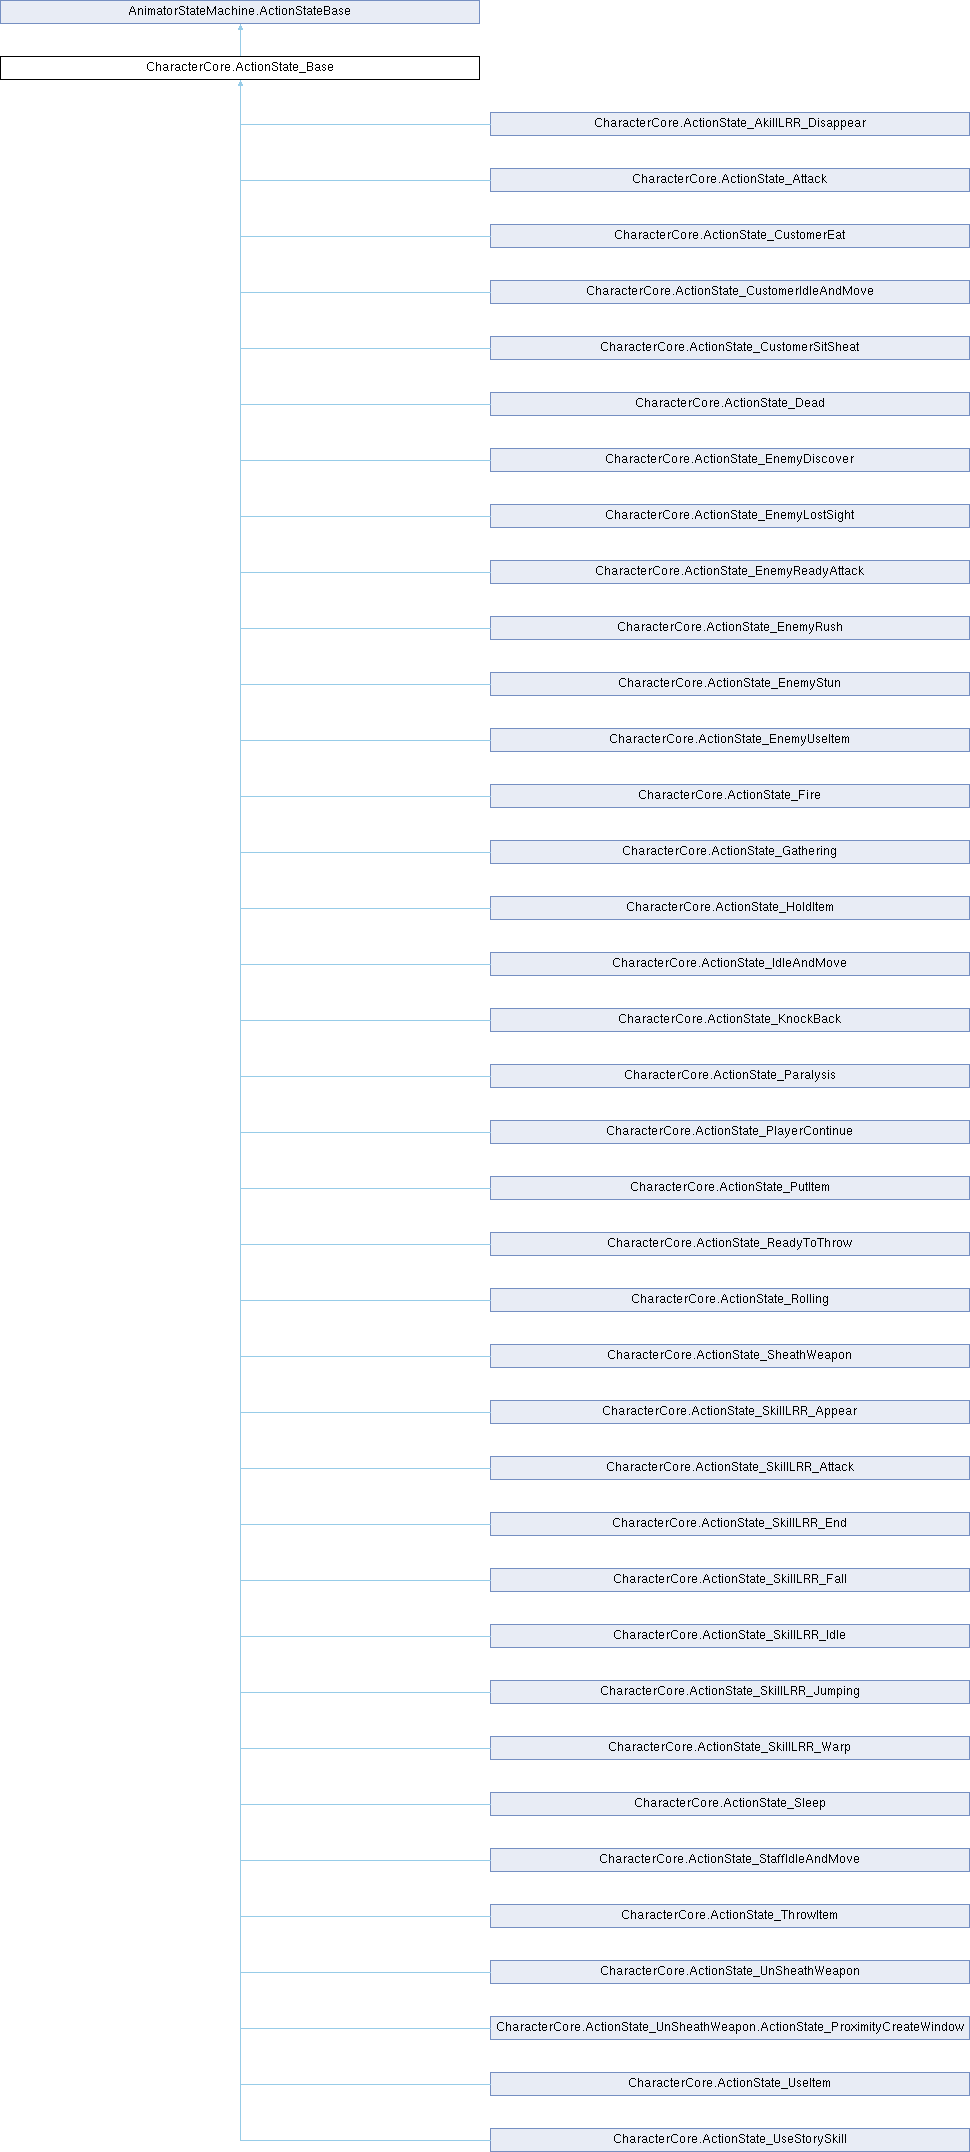 AnimatorStateMachine.ActionStateBase
CharacterCore.ActionState_Base
CharacterCore.ActionState_AkillLRR_Disappear
CharacterCore.ActionState_Attack
CharacterCore.ActionState_CustomerEat
CharacterCore.ActionState_CustomerIdleAndMove
CharacterCore.ActionState_CustomerSitSheat
CharacterCore.ActionState_Dead
CharacterCore.ActionState_EnemyDiscover
CharacterCore.ActionState_EnemyLostSight
CharacterCore.ActionState_EnemyReadyAttack
CharacterCore.ActionState_EnemyRush
CharacterCore.ActionState_EnemyStun
CharacterCore.ActionState_EnemyUseItem
CharacterCore.ActionState_Fire
CharacterCore.ActionState_Gathering
CharacterCore.ActionState_HoldItem
CharacterCore.ActionState_IdleAndMove
CharacterCore.ActionState_KnockBack
CharacterCore.ActionState_Paralysis
CharacterCore.ActionState_PlayerContinue
CharacterCore.ActionState_PutItem
CharacterCore.ActionState_ReadyToThrow
CharacterCore.ActionState_Rolling
CharacterCore.ActionState_SheathWeapon
CharacterCore.ActionState_SkillLRR_Appear
CharacterCore.ActionState_SkillLRR_Attack
CharacterCore.ActionState_SkillLRR_End
CharacterCore.ActionState_SkillLRR_Fall
CharacterCore.ActionState_SkillLRR_Idle
CharacterCore.ActionState_SkillLRR_Jumping
CharacterCore.ActionState_SkillLRR_Warp
CharacterCore.ActionState_Sleep
CharacterCore.ActionState_StaffIdleAndMove
CharacterCore.ActionState_ThrowItem
CharacterCore.ActionState_UnSheathWeapon
CharacterCore.ActionState_UnSheathWeapon.ActionState_ProximityCreateWindow
CharacterCore.ActionState_UseItem
CharacterCore.ActionState_UseStorySkill